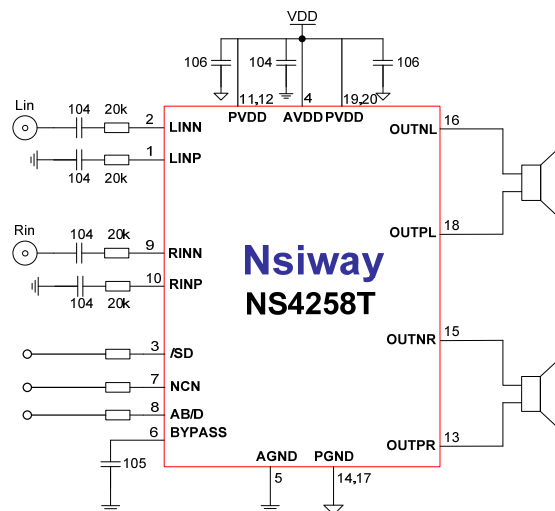 VDD
106
104
106
11,12
4
19,20
PVDD
AVDD
PVDD
Lin
104
20k
2
LINN
1
LINP
104
20k
Rin
104
20k
9
RINN
10
RINP
104
20k
3
/SD
7
NCN
8
AB/D
6
BYPASS
105
Nsiway
NS4258T
16
OUTNL
18
OUTPL
15
OUTNR
13
OUTPR
AGND
PGND
5
14,17